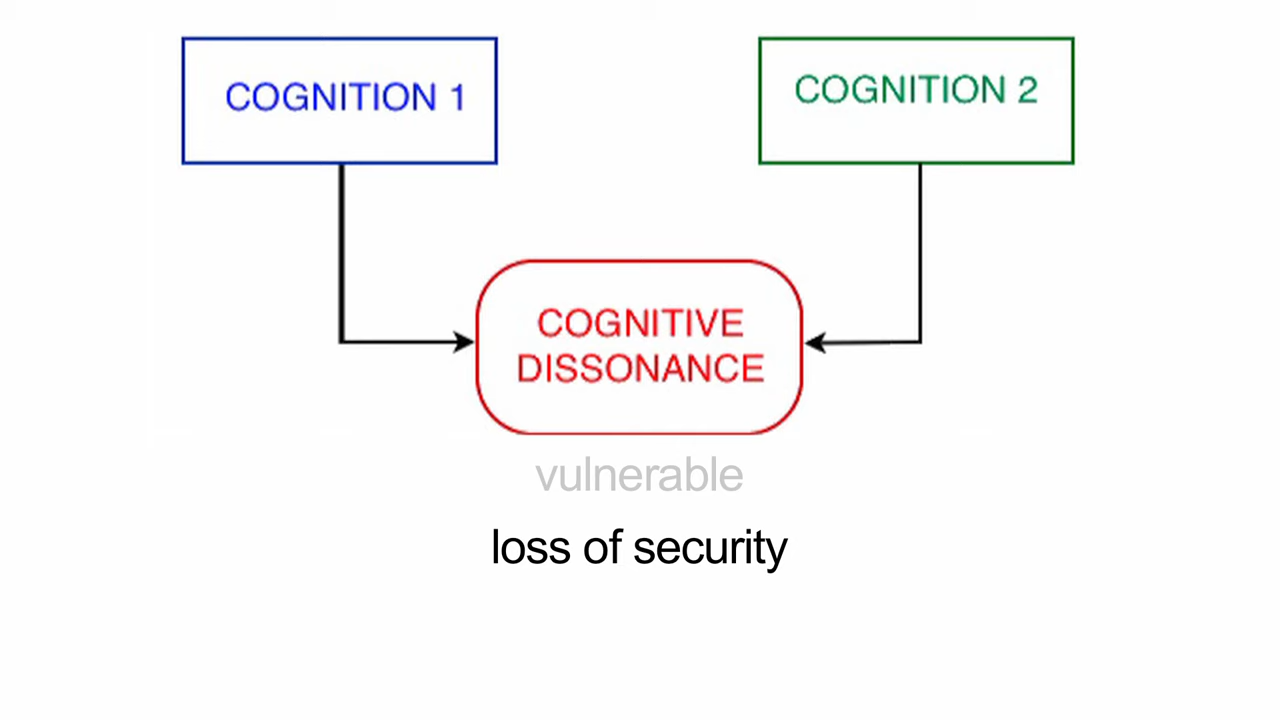 COGNITION 1
COGNITION 2
COGNITIVE
DISSONANCE
vulnerable
loss of security